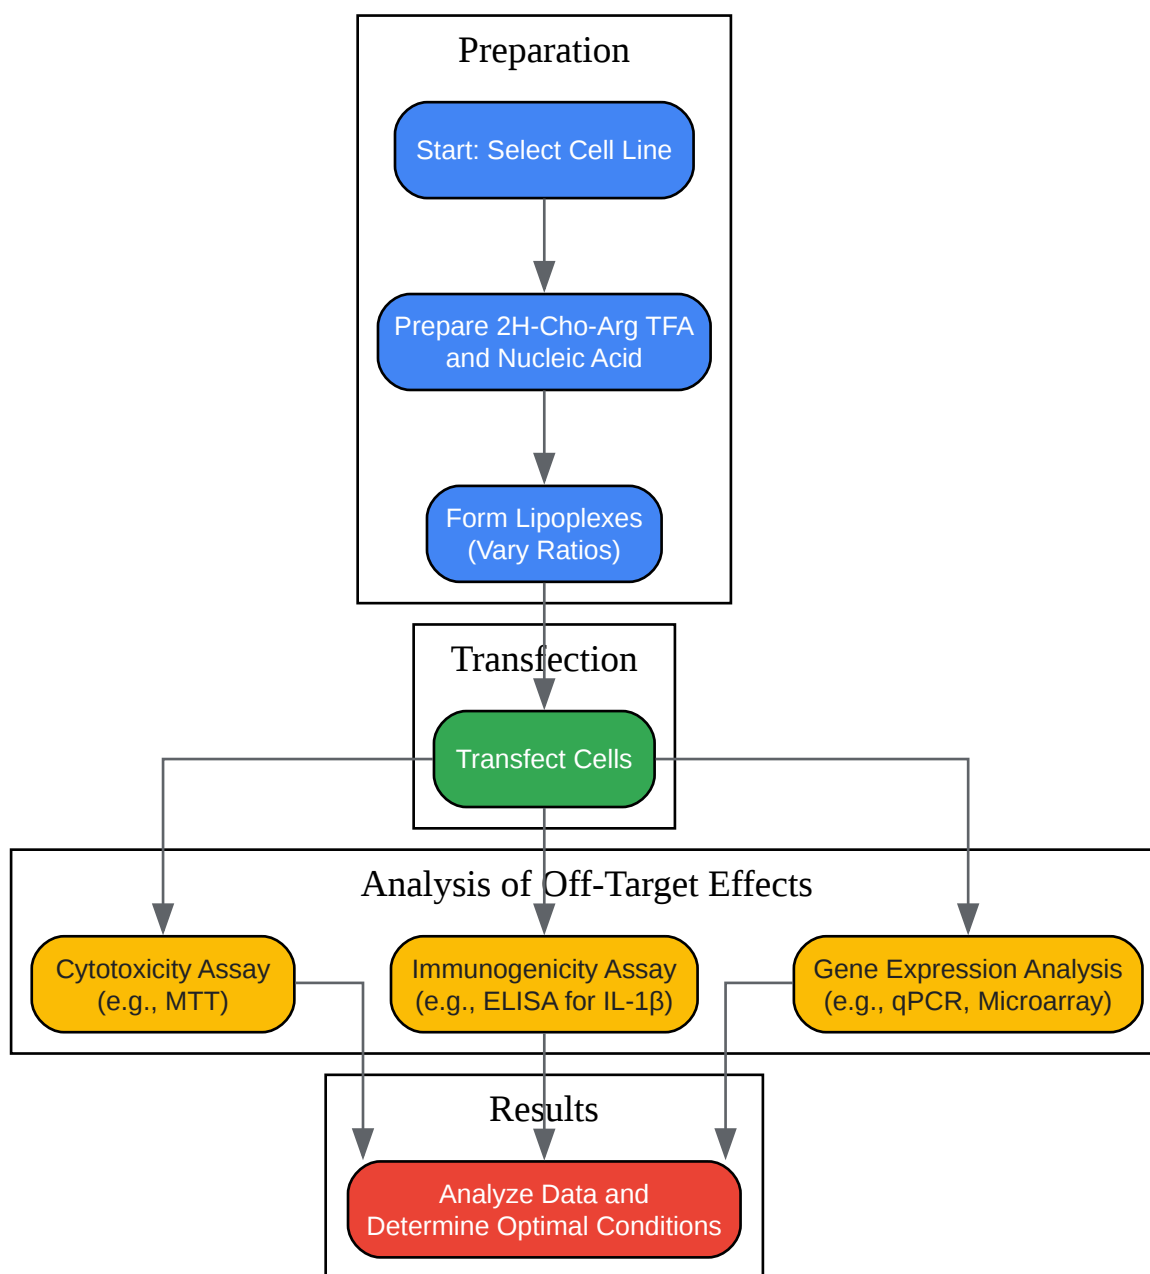 Preparation
Start: Select Cell Line
Prepare 2H-Cho-Arg TFA
and Nucleic Acid
Form Lipoplexes
(Vary Ratios)
Transfection
Transfect Cells
Analysis of Off-Target Effects
Cytotoxicity Assay
(e.g., MTT)
Immunogenicity Assay
(e.g., ELISA for IL-1β)
Gene Expression Analysis
(e.g., qPCR, Microarray)
Results
Analyze Data and
Determine Optimal Conditions